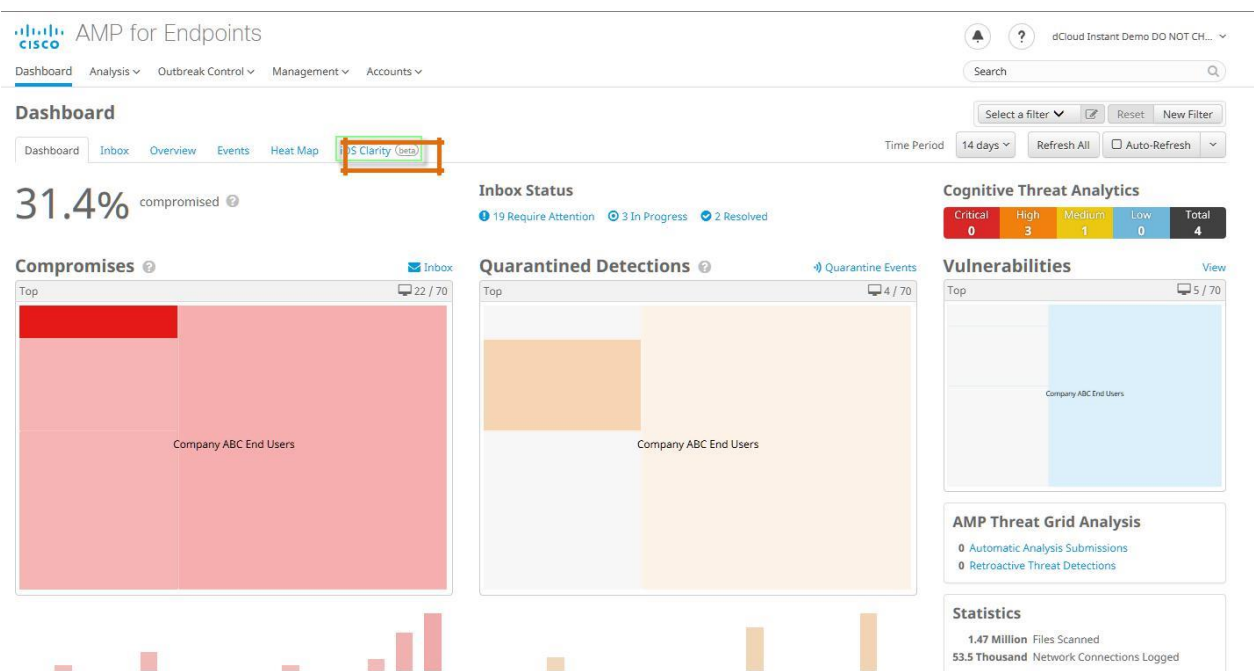 CISCO AMP for Endpoints
? dCloud Instant Demo DO NOT CH...
Dashboard Analysis Outbreak Control Management Accounts
Search
Dashboard
Select a filter Reset New Filter
Dashboard Inbox Overview Events Heat Map iOS Clarity beta
Time Period 14 days Refresh All Auto-Refresh
31.4% compromised ?
Inbox Status
19 Require Attention 3 In Progress 2 Resolved
Cognitive Threat Analytics
Critical High Medium Low Total
0 3 1 0 4
Compromises ? Inbox
Top 22 / 70
Company ABC End Users
Quarantined Detections ? Quarantine Events
Top 4 / 70
Company ABC End Users
Vulnerabilities View
Top 5 / 70
Company ABC End Users
AMP Threat Grid Analysis
0 Automatic Analysis Submissions
0 Retroactive Threat Detections
Statistics
1.47 Million Files Scanned
53.5 Thousand Network Connections Logged